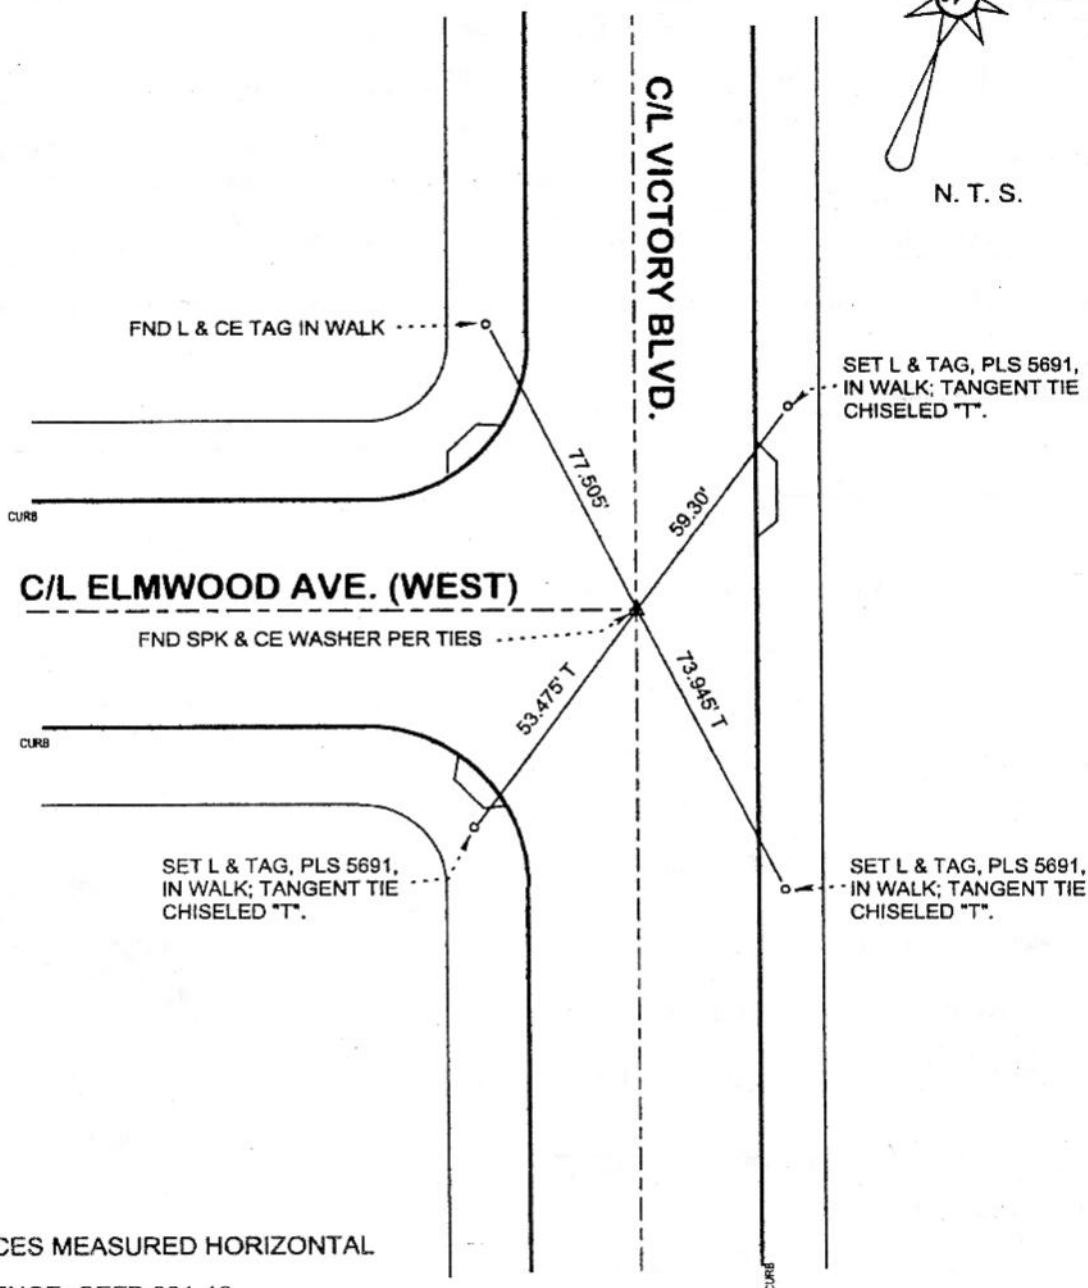 N. T. S.
C/L VICTORY BLVD.
FND L & CE TAG IN WALK
SET L & TAG, PLS 5691,
IN WALK; TANGENT TIE
CHISELED "T".
77.505'
59.30'
CURB
C/L ELMWOOD AVE. (WEST)
FND SPK & CE WASHER PER TIES
53.475' T
73.945' T
CURB
SET L & TAG, PLS 5691,
IN WALK; TANGENT TIE
CHISELED "T".
SET L & TAG, PLS 5691,
IN WALK; TANGENT TIE
CHISELED "T".
CES MEASURED HORIZONTAL
CURB